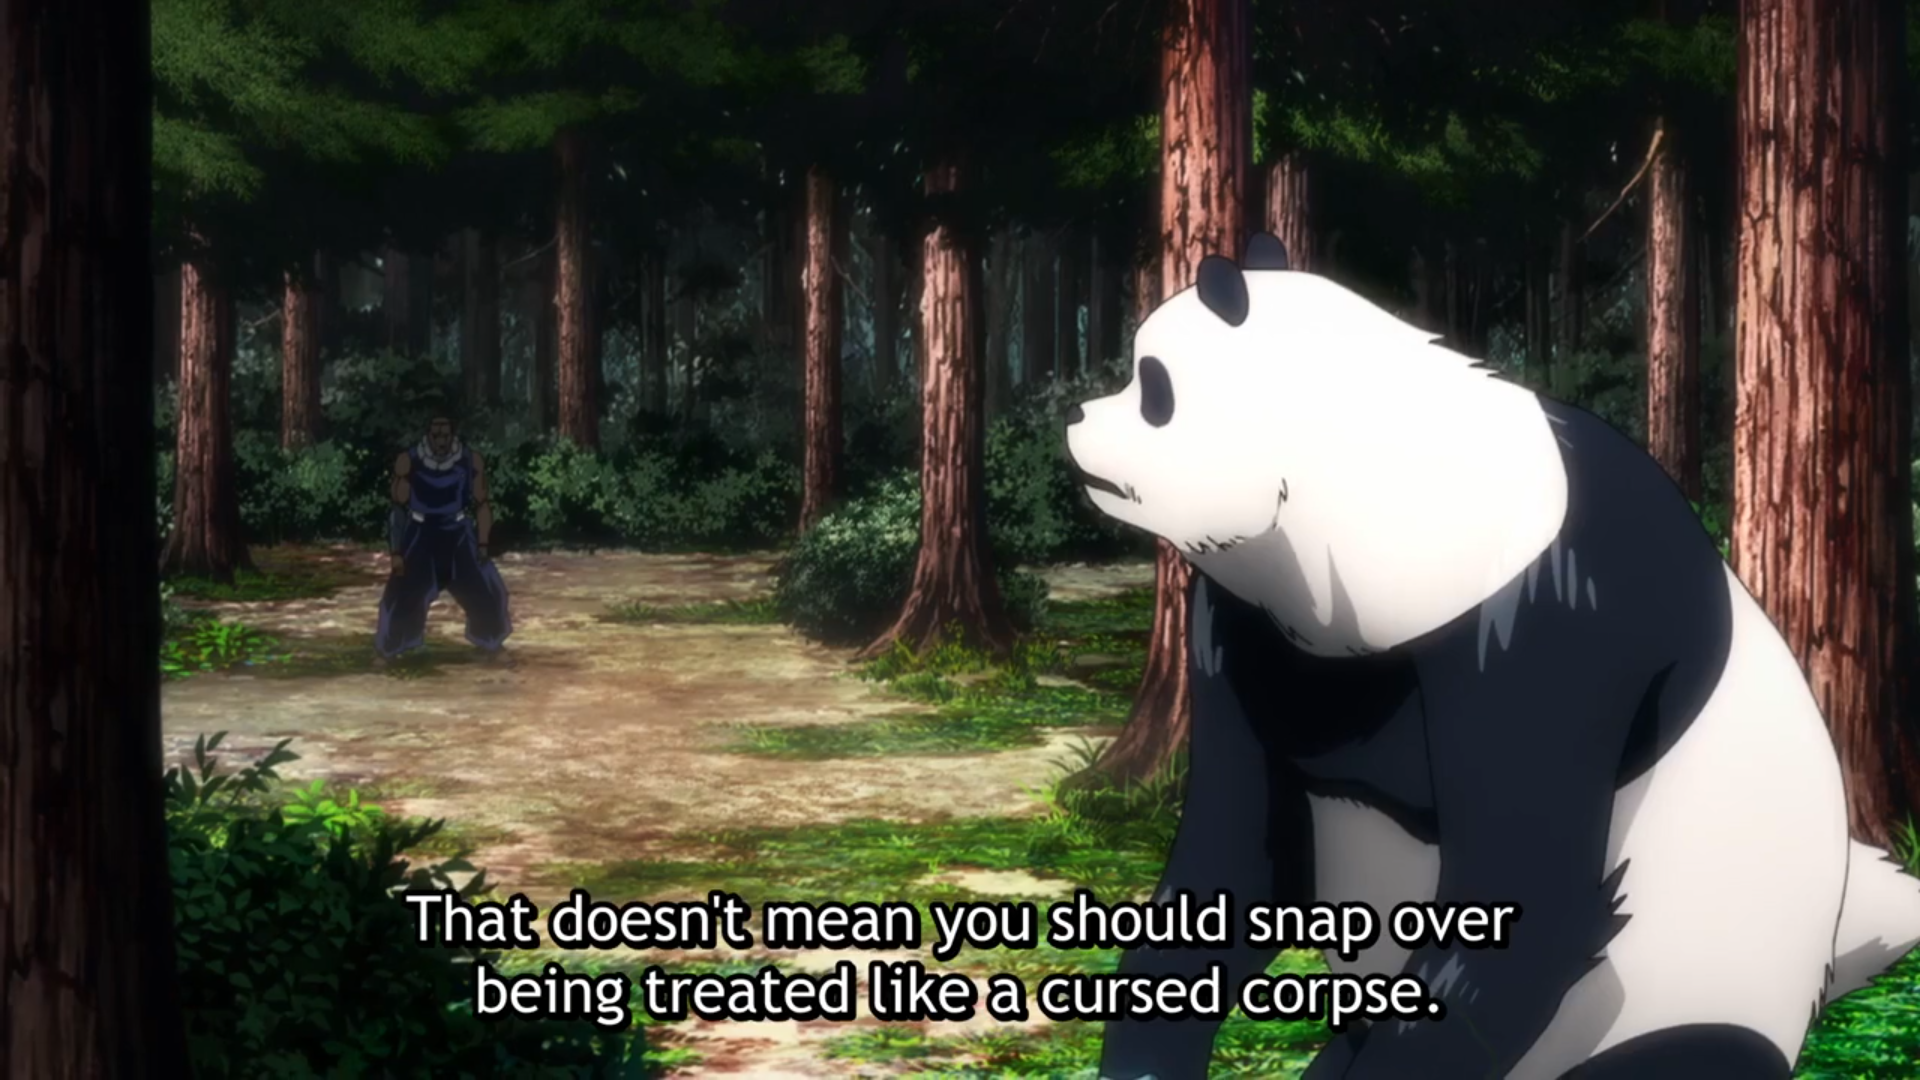 That doesn't mean you should snap over
being treated like a cursed corpse.